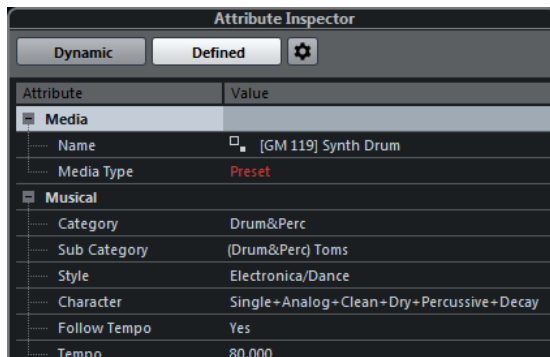 Attribute Inspector
Dynamic Defined
Attribute Value
Media
Name [GM 119] Synth Drum
Media Type Preset
Musical
Category Drum&Perc
Sub Category (Drum&Perc) Toms
Style Electronica/Dance
Character Single+Analog+Clean+Dry+Percussive+Decay
Follow Tempo Yes
Tempo 80.000